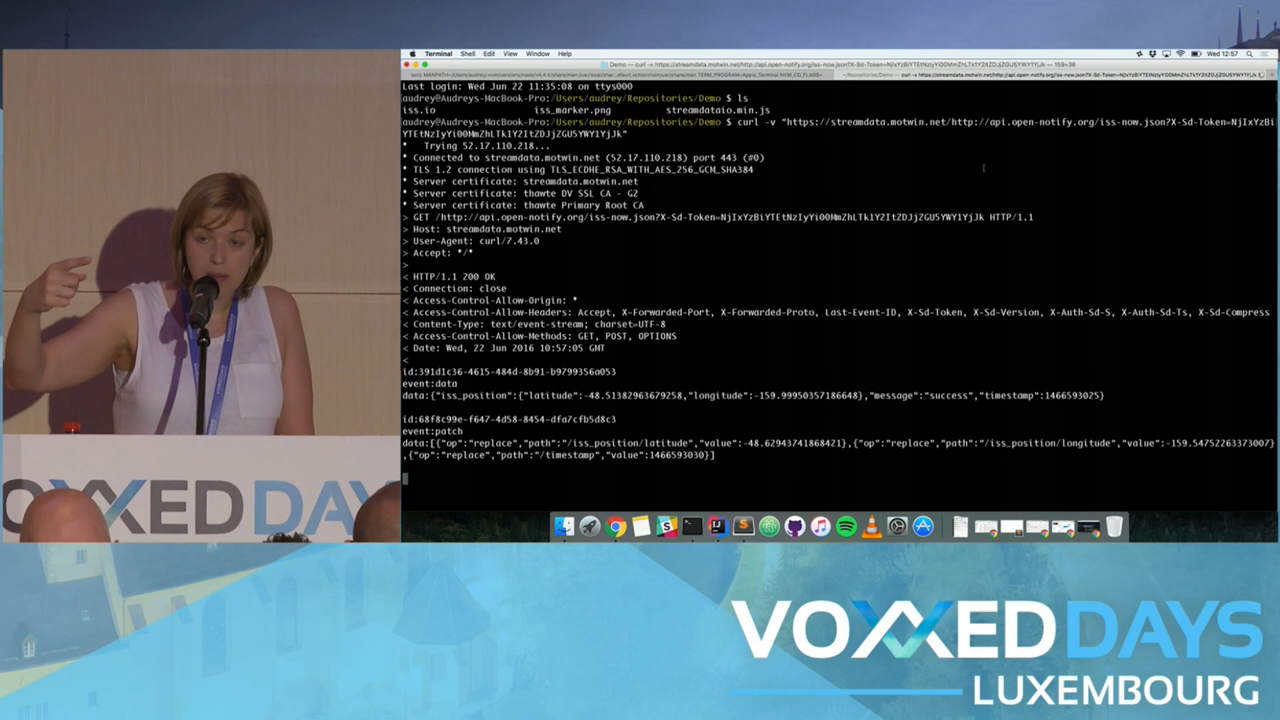 Terminal Shell Edit View Window Help
Wed 12:57
Last login: Wed Jun 22 11:35:08 on ttys000
audrey@Audreys-MacBook-Pro:/Users/audrey/Repositories/Demo $ ls
iss.io iss_marker.png streamdataio.min.js
audrey@Audreys-MacBook-Pro:/Users/audrey/Repositories/Demo $ curl -v "https://streamdata.motwin.net/http://api.open-notify.org/iss-now.json?X-Sd-Token=NjIxYzBi
YTEtNzIyYi00MmZhLTk1Y2ItZDJjZGU5YWY1YjJk"
* Trying 52.17.110.218...
* Connected to streamdata.motwin.net (52.17.110.218) port 443 (#0)
* TLS 1.2 connection using TLS_ECDHE_RSA_WITH_AES_256_GCM_SHA384
* Server certificate: streamdata.motwin.net
* Server certificate: thawte DV SSL CA - G2
* Server certificate: thawte Primary Root CA
> GET /http://api.open-notify.org/iss-now.json?X-Sd-Token=NjIxYzBiYTEtNzIyYi00MmZhLTk1Y2ItZDJjZGU5YWY1YjJk HTTP/1.1
> Host: streamdata.motwin.net
> User-Agent: curl/7.43.0
> Accept: */*
>
< HTTP/1.1 200 OK
< Connection: close
< Access-Control-Allow-Origin: *
< Access-Control-Allow-Headers: Accept, X-Forwarded-Port, X-Forwarded-Proto, Last-Event-ID, X-Sd-Token, X-Sd-Version, X-Auth-Sd-S, X-Auth-Sd-Ts, X-Sd-Compress
< Content-Type: text/event-stream; charset=UTF-8
< Access-Control-Allow-Methods: GET, POST, OPTIONS
< Date: Wed, 22 Jun 2016 10:57:05 GMT
<
id:391d1c36-4615-484d-8b91-b9799356a053
event:data
data:{"iss_position":{"latitude":-48.51382963679258,"longitude":-159.99950357186648},"message":"success","timestamp":1466593025}
id:68f8c99e-f647-4d58-8454-dfa7cfb5d8c3
event:patch
data:[{"op":"replace","path":"/iss_position/latitude","value":-48.62943741868421},{"op":"replace","path":"/iss_position/longitude","value":-159.54752263373007}
,{"op":"replace","path":"/timestamp","value":1466593030}]
VOXXED DAYS
VOXXED DAYS
LUXEMBOURG